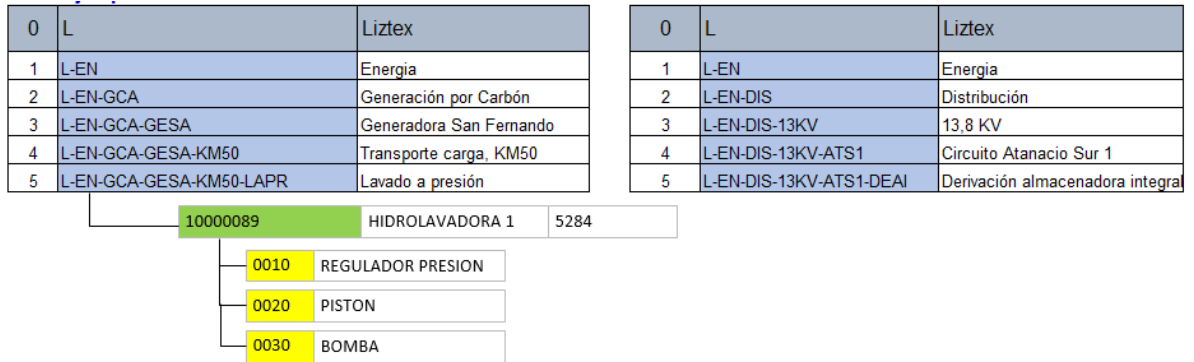 0 L Liztex
1 L-EN Energia
2 L-EN-GCA Generación por Carbón
3 L-EN-GCA-GESA Generadora San Fernando
4 L-EN-GCA-GESA-KM50 Transporte carga, KM50
5 L-EN-GCA-GESA-KM50-LAPR Lavado a presión
10000089 HIDROLAVADORA 1 5284
0010 REGULADOR PRESION
0020 PISTON
0030 BOMBA
0 L Liztex
1 L-EN Energia
2 L-EN-DIS Distribución
3 L-EN-DIS-13KV 13,8 KV
4 L-EN-DIS-13KV-ATS1 Circuito Atanacio Sur 1
5 L-EN-DIS-13KV-ATS1-DEAI Derivación almacenadora integral